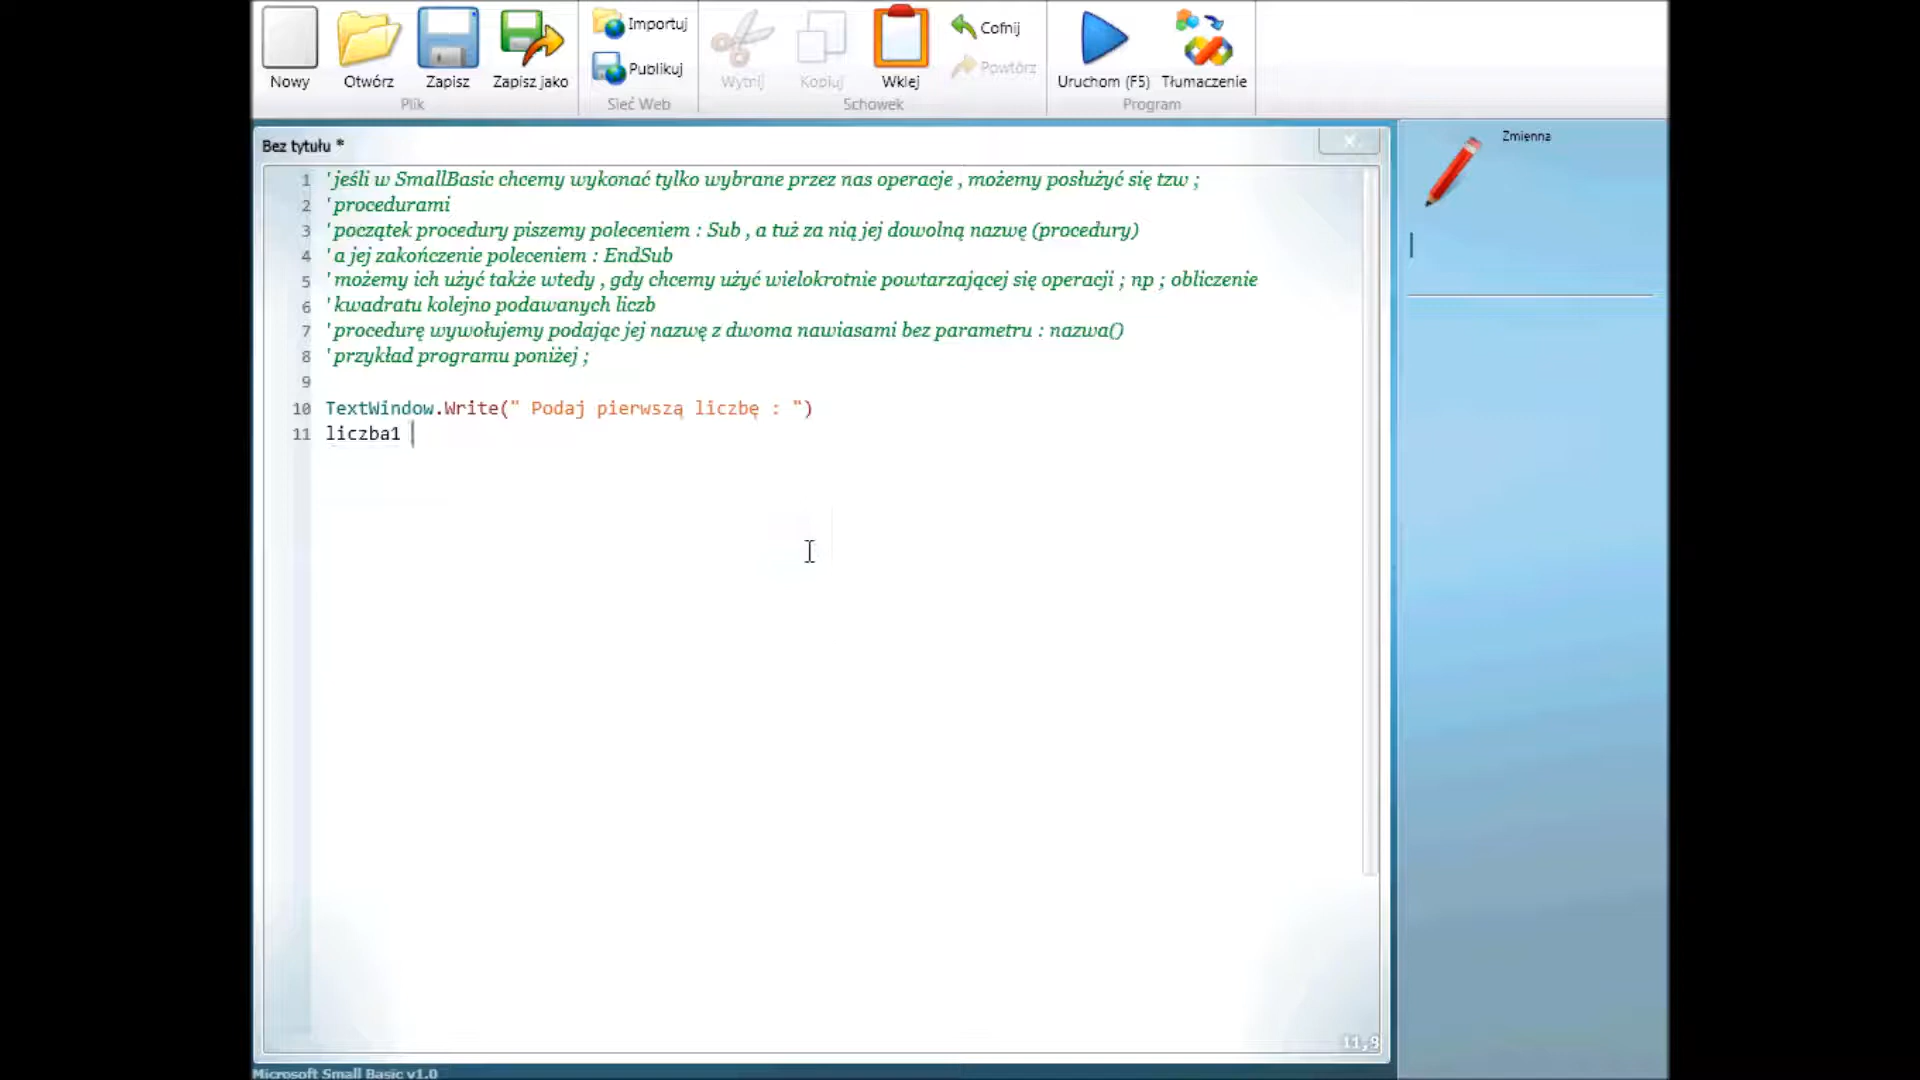 Nowy
Otwórz
Zapisz
Zapisz jako
Plik
Importuj
Publikuj
Sieć Web
Wytnij
Kopiuj
Wklej
Cofnij
Powtórz
Schowek
Uruchom (F5)
Tłumaczenie
Program
Bez tytułu *
1 ' jeśli w SmallBasic chcemy wykonać tylko wybrane przez nas operacje , możemy posłużyć się tzw ;
2 ' procedurami
3 ' początek procedury piszemy poleceniem : Sub , a tuż za nią jej dowolną nazwę (procedury)
4 ' a jej zakończenie poleceniem : EndSub
5 ' możemy ich użyć także wtedy , gdy chcemy użyć wielokrotnie powtarzającej się operacji ; np ; obliczenie
6 ' kwadratu kolejno podawanych liczb
7 ' procedurę wywołujemy podając jej nazwę z dwoma nawiasami bez parametru : nazwa()
8 ' przykład programu poniżej ;
9
10 TextWindow.Write(" Podaj pierwszą liczbę : ")
11 liczba1
11,9
Zmienna
Microsoft Small Basic v1.0